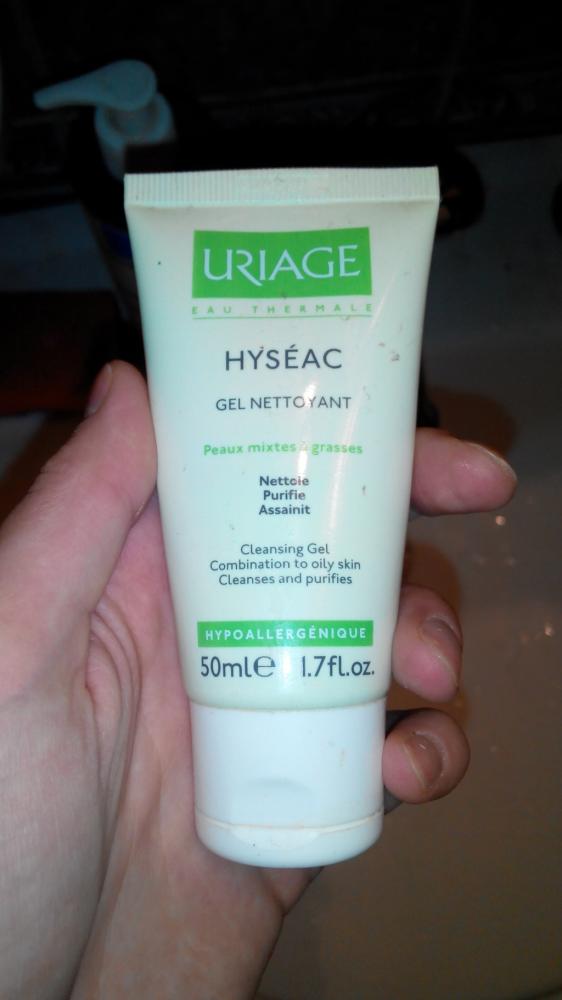 URIAGE
EAU THERMALE
HYSÉAC
GEL NETTOYANT
Peaux mixtes à grasses
Nettoie
Purifie
Assainit
Cleansing Gel
Combination to oily skin
Cleanses and purifies
HYPOALLERGÉNIQUE
50ml℮ 1.7fl.oz.